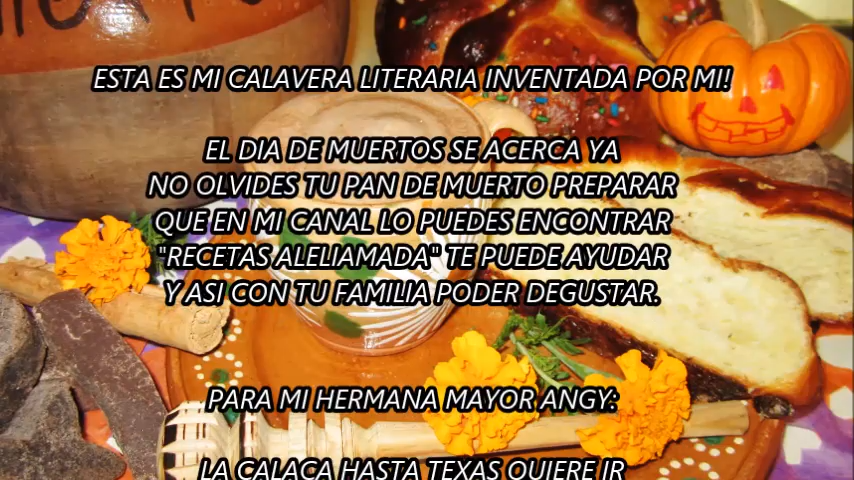 ESTA ES MI CALAVERA LITERARIA INVENTADA POR MI!
EL DIA DE MUERTOS SE ACERCA YA
NO OLVIDES TU PAN DE MUERTO PREPARAR
QUE EN MI CANAL LO PUEDES ENCONTRAR
"RECETAS ALELIAMADA" TE PUEDE AYUDAR
Y ASI CON TU FAMILIA PODER DEGUSTAR.
PARA MI HERMANA MAYOR ANGY:
LA CALACA HASTA TEXAS QUIERE IR